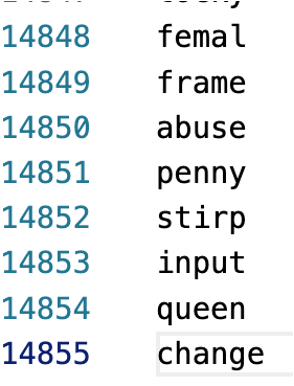 14848 femal
14849 frame
14850 abuse
14851 penny
14852 stirp
14853 input
14854 queen
14855 change